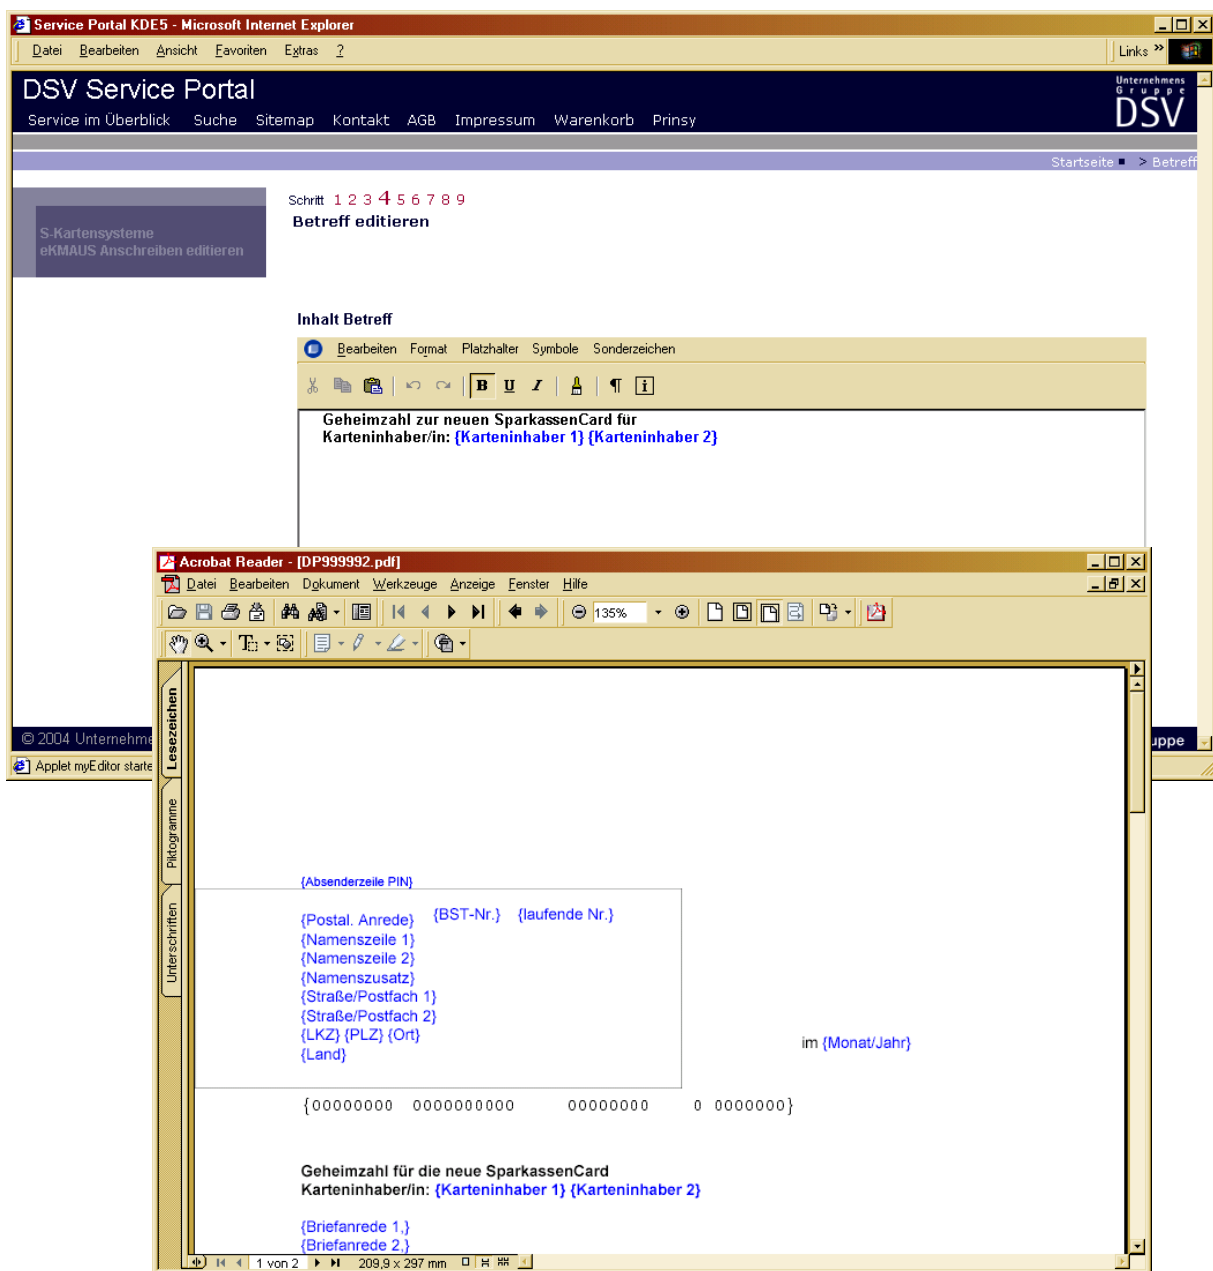 Service Portal KDE5 - Microsoft Internet Explorer
Datei Bearbeiten Ansicht Favoriten Extras ?
Links »
DSV Service Portal
Unternehmens
Gruppe
DSV
Service im Überblick Suche Sitemap Kontakt AGB Impressum Warenkorb Prinsy
Startseite > Betreff
Schritt 1 2 3 4 5 6 7 8 9
Betreff editieren
S-Kartensysteme
eKMAUS Anschreiben editieren
Inhalt Betreff
Bearbeiten Format Platzhalter Symbole Sonderzeichen
B U I ¶ i
Geheimzahl zur neuen SparkassenCard für
Karteninhaber/in: {Karteninhaber 1} {Karteninhaber 2}
© 2004 Unternehme
uppe
Applet myEditor starte
Acrobat Reader - [DP999992.pdf]
Datei Bearbeiten Dokument Werkzeuge Anzeige Fenster Hilfe
135%
Lesezeichen
Piktogramme
Unterschriften
{Absenderzeile PIN}
{Postal. Anrede} {BST-Nr.} {laufende Nr.}
{Namenszeile 1}
{Namenszeile 2}
{Namenszusatz}
{Straße/Postfach 1}
{Straße/Postfach 2}
{LKZ} {PLZ} {Ort}
im {Monat/Jahr}
{Land}
{00000000 0000000000 00000000 0 0000000}
Geheimzahl für die neue SparkassenCard
Karteninhaber/in: {Karteninhaber 1} {Karteninhaber 2}
{Briefanrede 1,}
{Briefanrede 2,}
1 von 2 209,9 x 297 mm